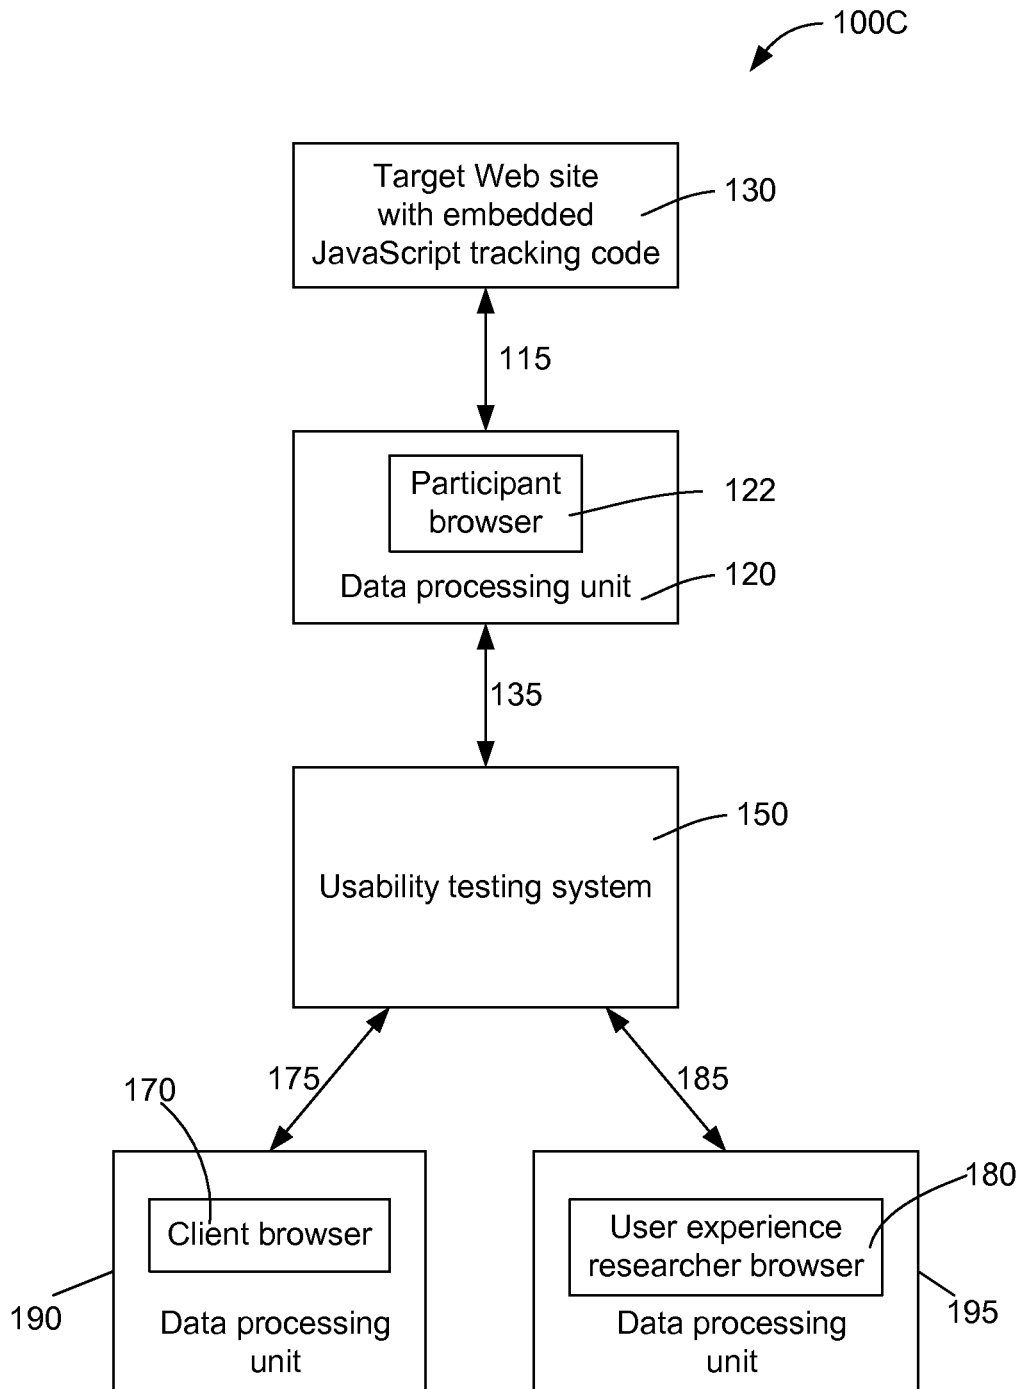 100C
Target Web site
with embedded
JavaScript tracking code
130
115
Participant
browser
122
Data processing unit
120
135
150
Usability testing system
175
185
170
180
Client browser
User experience
researcher browser
190
Data processing
unit
Data processing
unit
195